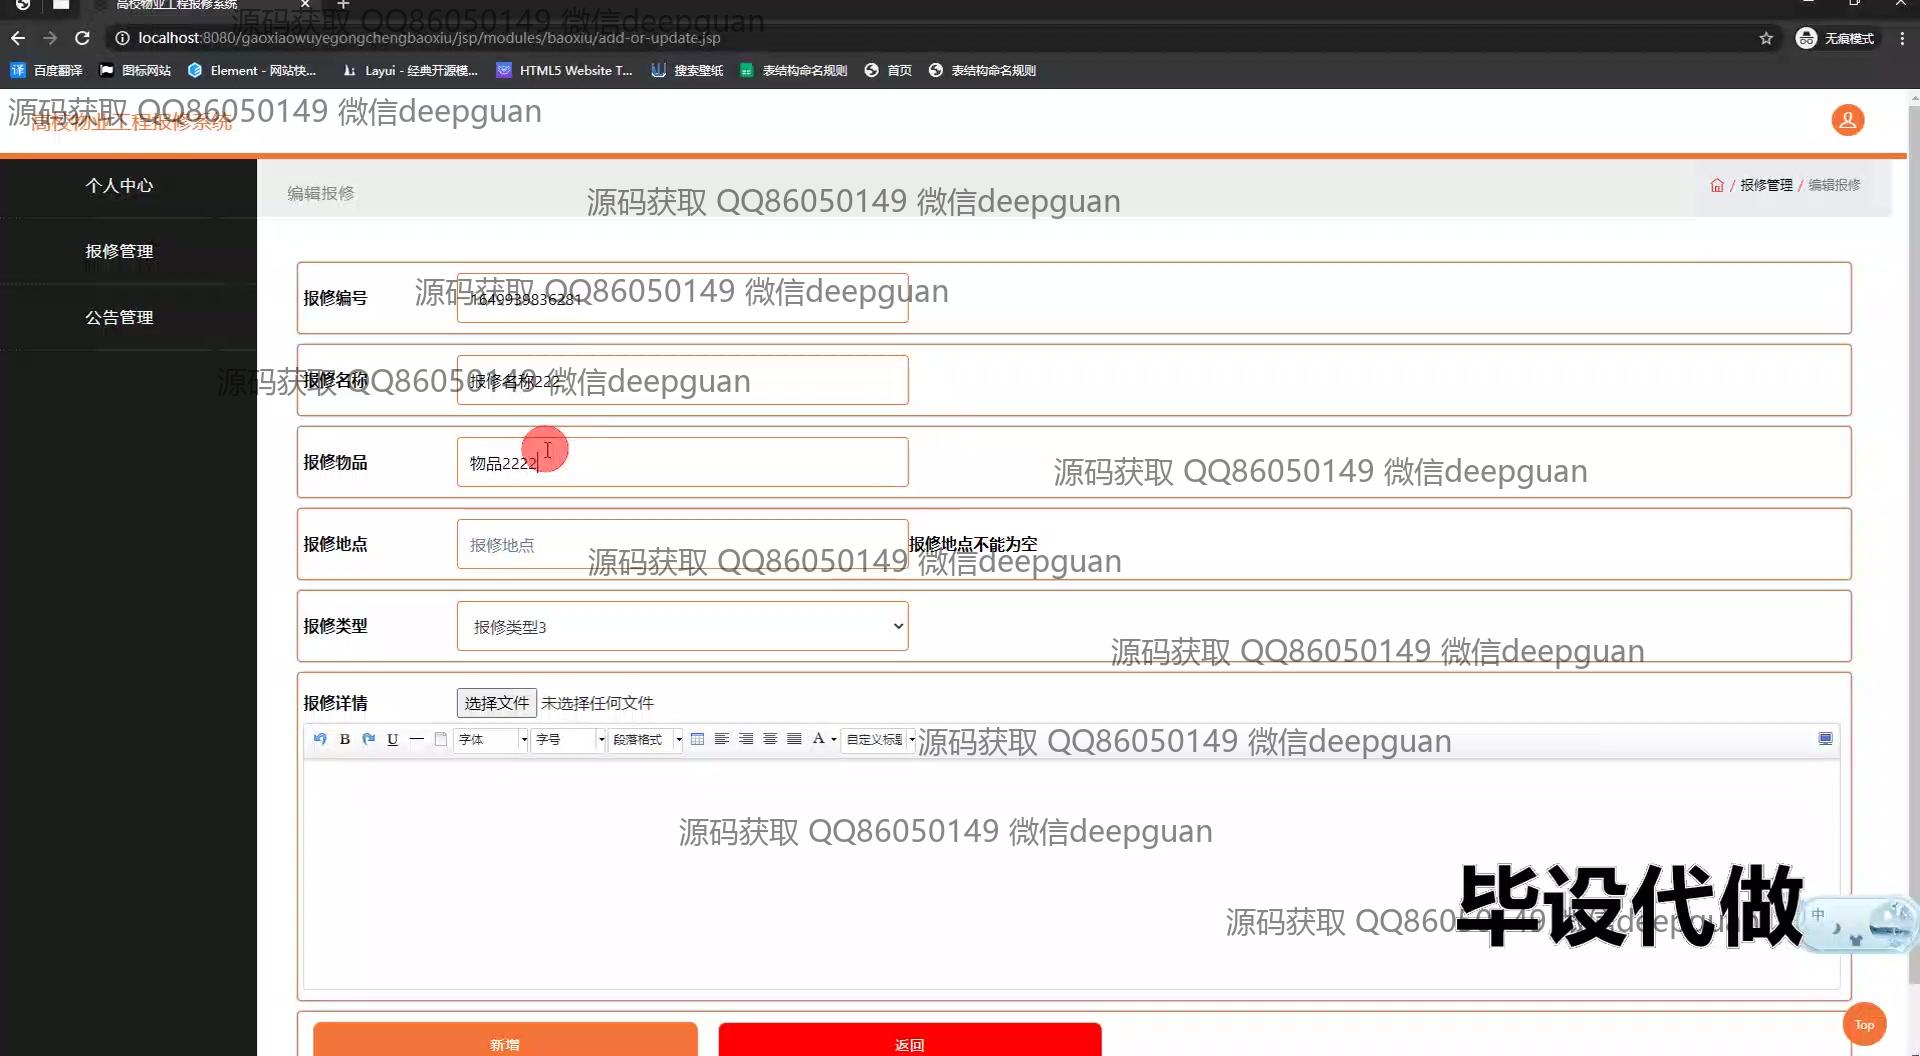 高校物业工程报修系统
源码获取 QQ86050149 微信deepguan
localhost:8080/gaoxiaowuyegongchengbaoxiu/jsp/modules/baoxiu/add-or-update.jsp
无痕模式
百度翻译 图标网站 Element - 网站快... Layui - 经典开源模... HTML5 Website T... 搜索壁纸 表结构命名规则 首页 表结构命名规则
源码获取 QQ86050149 微信deepguan
高校物业工程报修系统
个人中心
报修管理
公告管理
编辑报修
源码获取 QQ86050149 微信deepguan
/ 报修管理 / 编辑报修
报修编号 1649939836281
源码获取 QQ86050149 微信deepguan
报修名称 报修名称222
源码获取 QQ86050149 微信deepguan
报修物品 物品2222
源码获取 QQ86050149 微信deepguan
报修地点 报修地点 报修地点不能为空
源码获取 QQ86050149 微信deepguan
报修类型 报修类型3
源码获取 QQ86050149 微信deepguan
报修详情 选择文件 未选择任何文件
B U 字体 字号 段落格式 A 自定义标题
源码获取 QQ86050149 微信deepguan
源码获取 QQ86050149 微信deepguan
源码获取 QQ86050149 微信deepguan
毕设代做
中
新增 返回
Top